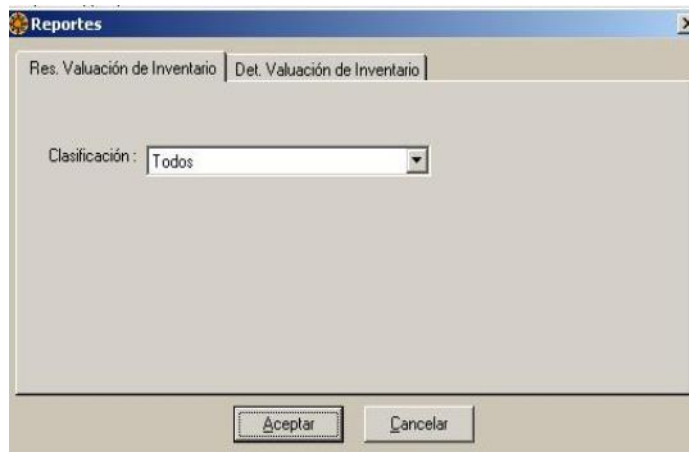 Reportes
Res. Valuación de Inventario Det. Valuación de Inventario
Clasificación : Todos
Aceptar Cancelar